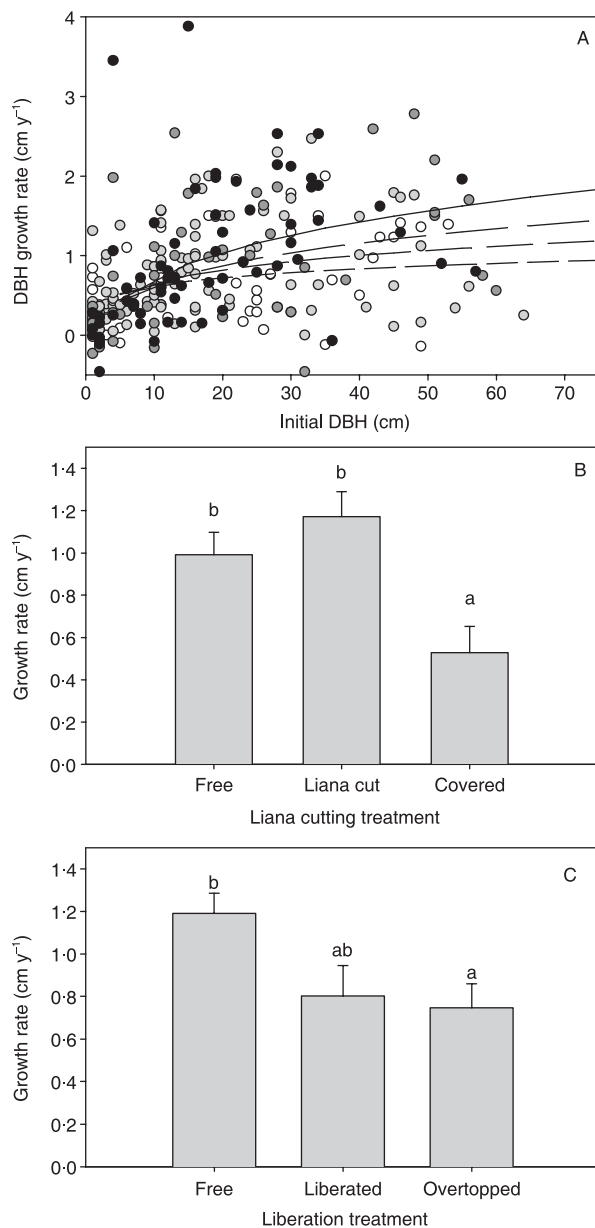 A
4
3
2
1
0
DBH growth rate (cm y⁻¹)
0 10 20 30 40 50 60 70
Initial DBH (cm)
B
1·4
1·2
1·0
0·8
0·6
0·4
0·2
0·0
Growth rate (cm y⁻¹)
b
b
a
Free Liana cut Covered
Liana cutting treatment
C
1·4
1·2
1·0
0·8
0·6
0·4
0·2
0·0
Growth rate (cm y⁻¹)
b
ab
a
Free Liberated Overtopped
Liberation treatment